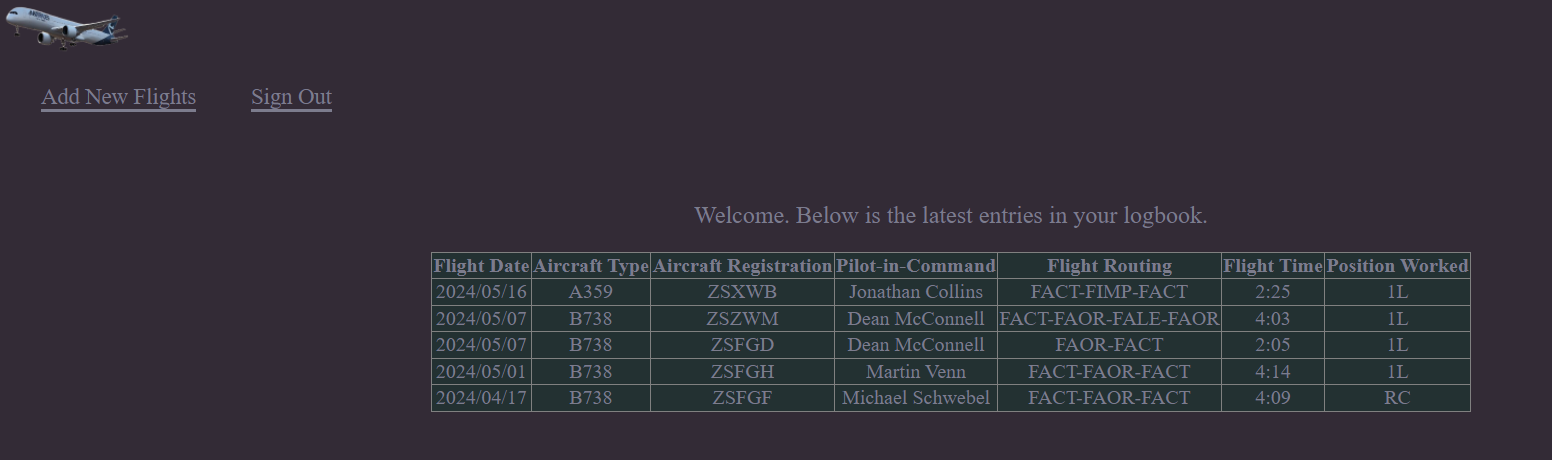 Add New Flights Sign Out
Welcome. Below is the latest entries in your logbook.
Flight Date Aircraft Type Aircraft Registration Pilot-in-Command Flight Routing Flight Time Position Worked
2024/05/16 A359 ZSXWB Jonathan Collins FACT-FIMP-FACT 2:25 1L
2024/05/07 B738 ZSZWM Dean McConnell FACT-FAOR-FALE-FAOR 4:03 1L
2024/05/07 B738 ZSFGD Dean McConnell FAOR-FACT 2:05 1L
2024/05/01 B738 ZSFGH Martin Venn FACT-FAOR-FACT 4:14 1L
2024/04/17 B738 ZSFGF Michael Schwebel FACT-FAOR-FACT 4:09 RC